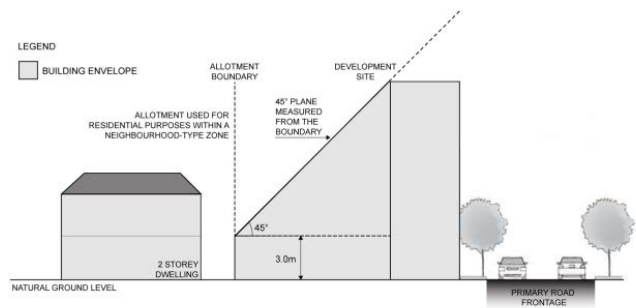 LEGEND
BUILDING ENVELOPE
ALLOTMENT
BOUNDARY
DEVELOPMENT
SITE
ALLOTMENT USED FOR
RESIDENTIAL PURPOSES WITHIN A
NEIGHBOURHOOD-TYPE ZONE
45° PLANE
MEASURED
FROM THE
BOUNDARY
45°
3.0m
2 STOREY
DWELLING
NATURAL GROUND LEVEL
PRIMARY ROAD
FRONTAGE